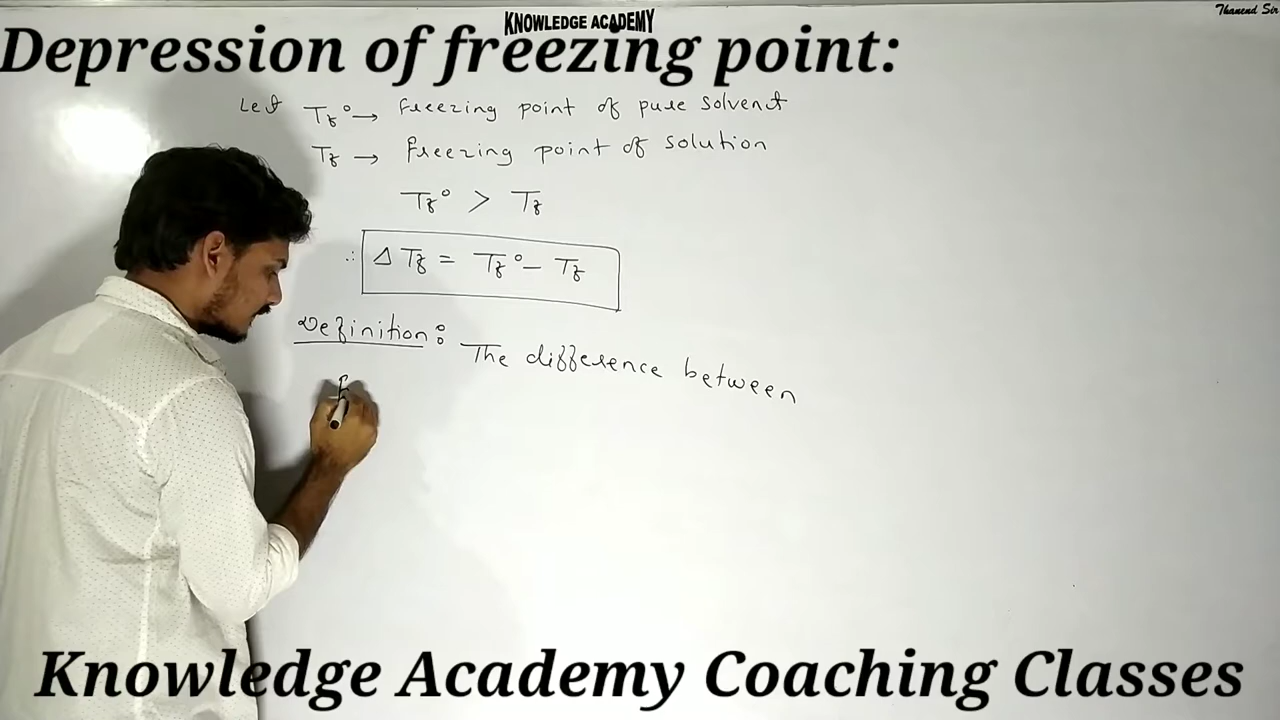 KNOWLEDGE ACADEMY
Thanend Sir
Depression of freezing point:
Let Tf° → freezing point of pure solvent
Tf → freezing point of solution
Tf° > Tf
∴ Δ Tf = Tf° − Tf
Definition: The difference between
Knowledge Academy Coaching Classes